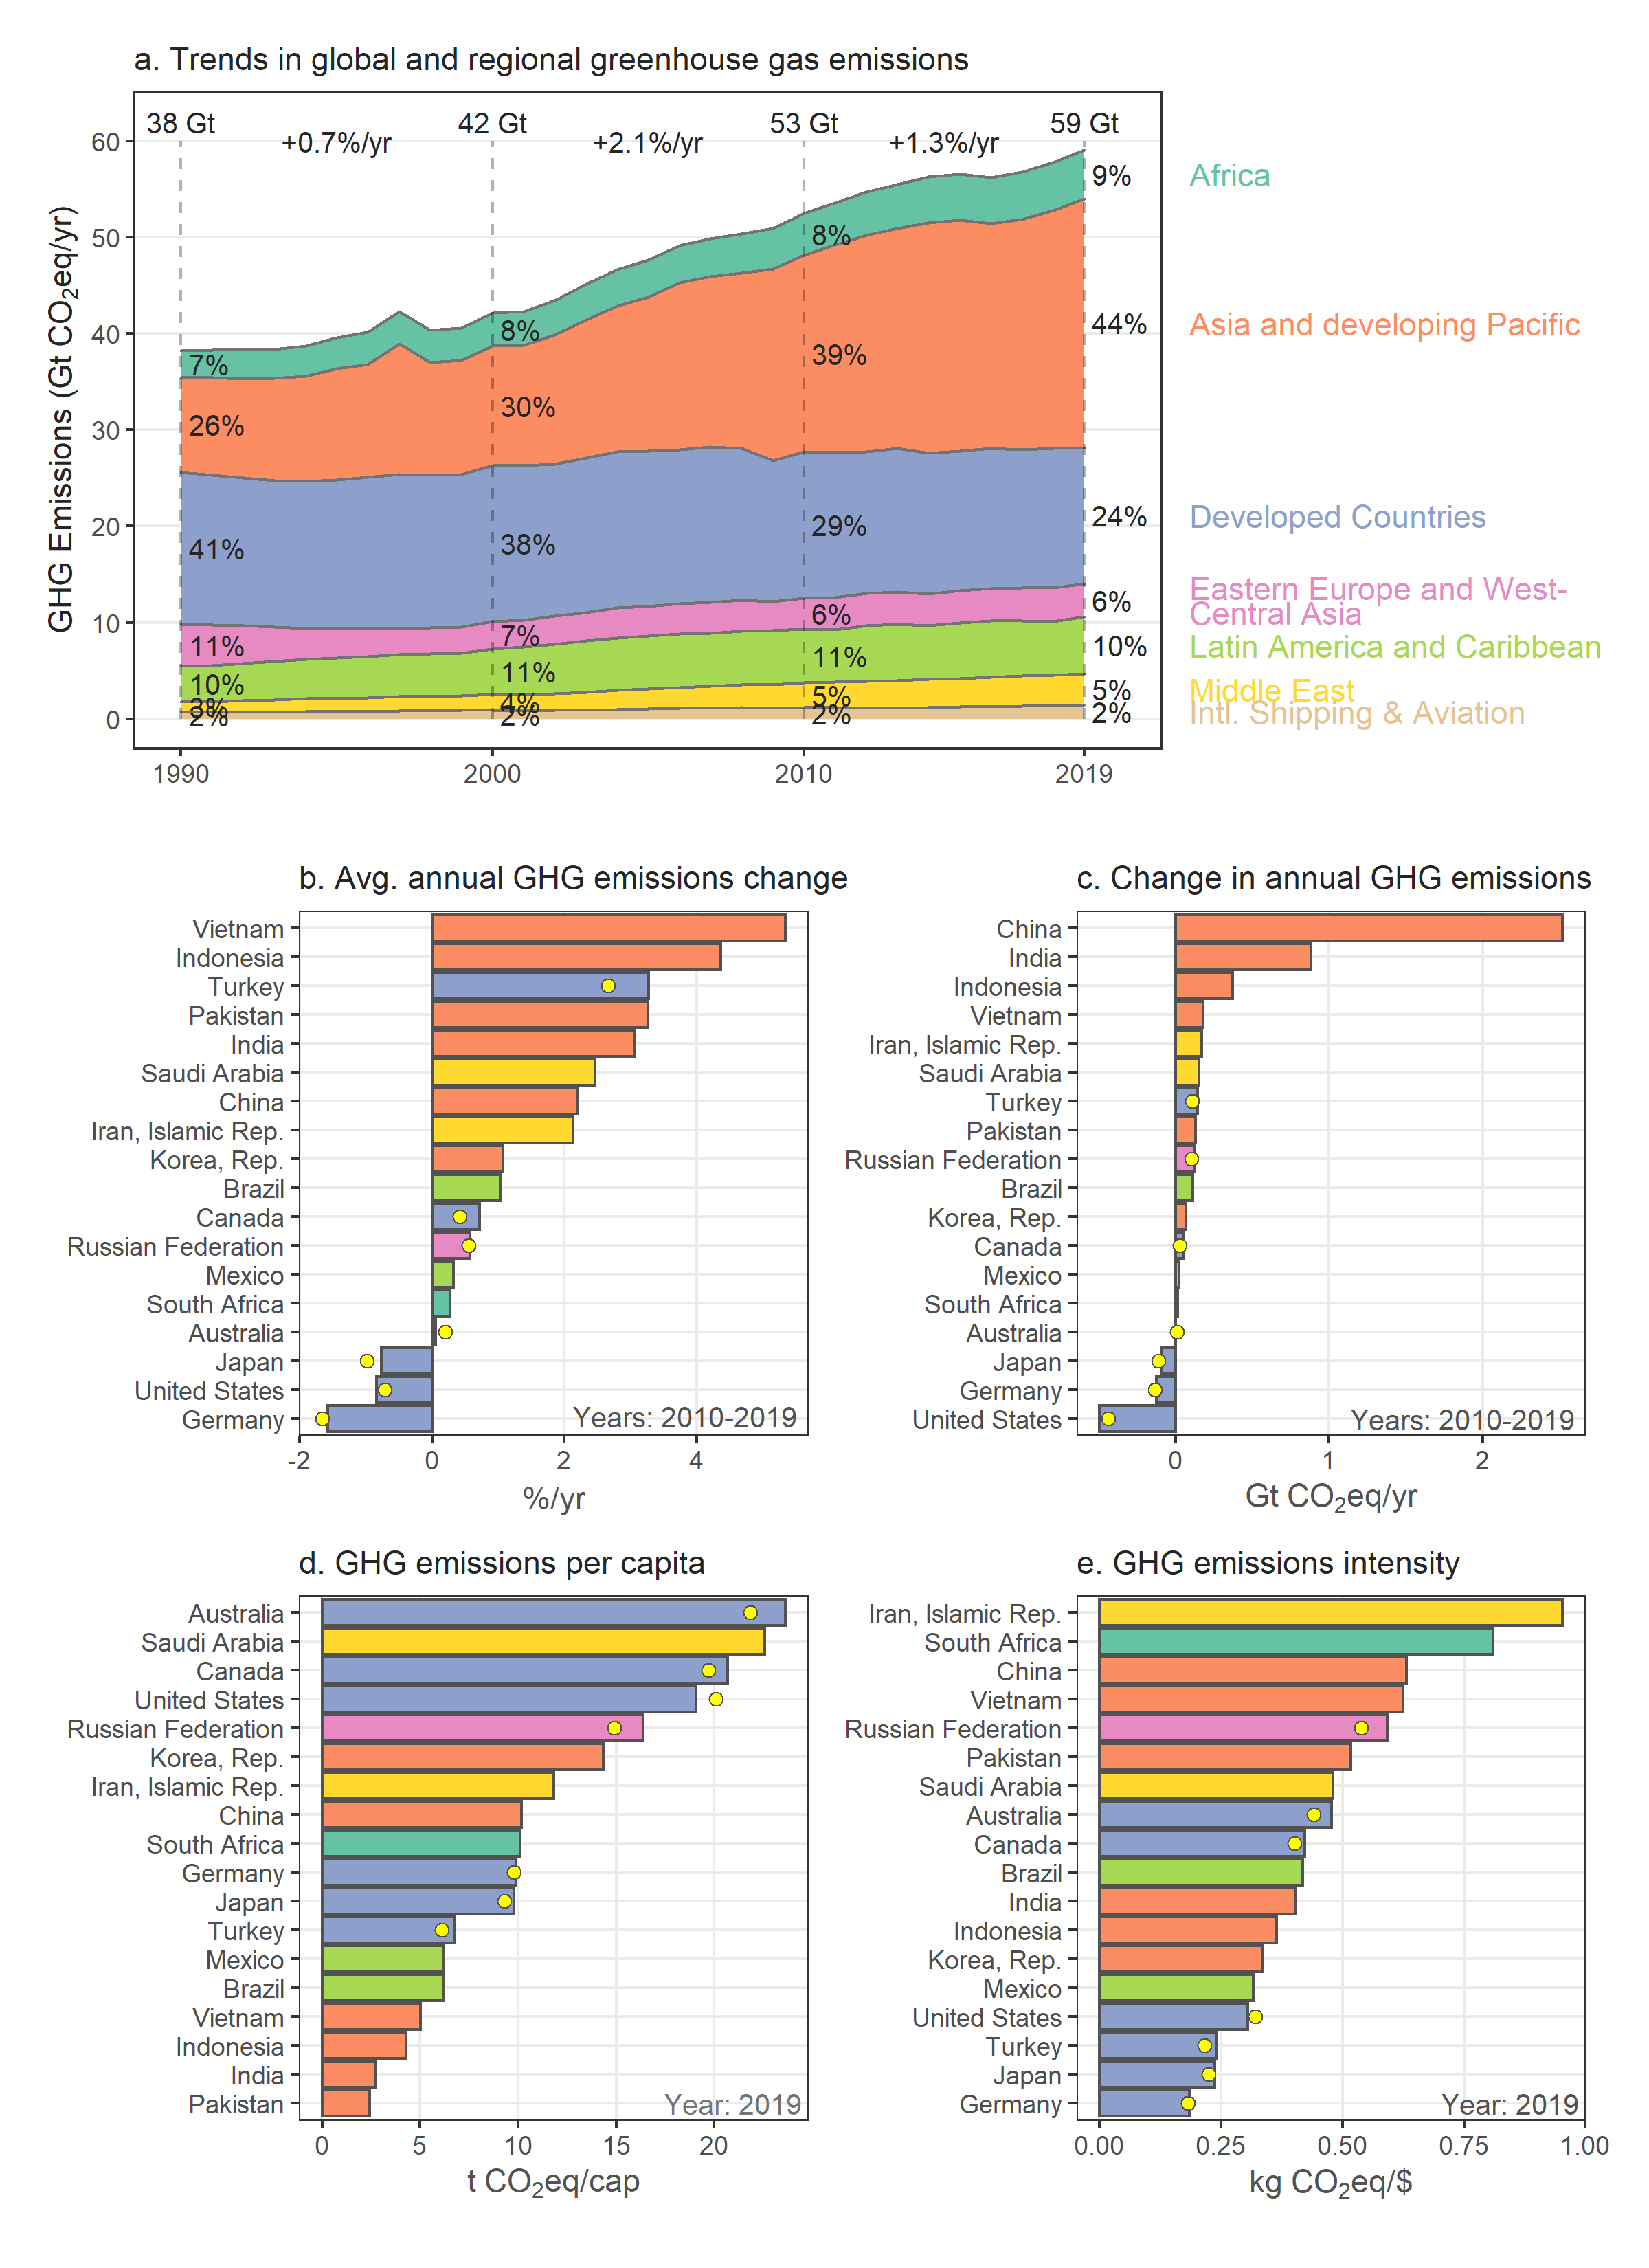 a. Trends in global and regional greenhouse gas emissions
38 Gt 42 Gt 53 Gt 59 Gt
+0.7%/yr +2.1%/yr +1.3%/yr
GHG Emissions (Gt CO₂eq/yr)
60
50
40
30
20
10
0
7% 8% 8% 9% Africa
26% 30% 39% 44% Asia and developing Pacific
41% 38% 29% 24% Developed Countries
11% 7% 6% 6% Eastern Europe and West-
Central Asia
10% 11% 11% 10% Latin America and Caribbean
3% 4% 5% 5% Middle East
2% 2% 2% 2% Intl. Shipping & Aviation
1990 2000 2010 2019
b. Avg. annual GHG emissions change
Vietnam
Indonesia
Turkey
Pakistan
India
Saudi Arabia
China
Iran, Islamic Rep.
Korea, Rep.
Brazil
Canada
Russian Federation
Mexico
South Africa
Australia
Japan
United States
Germany
Years: 2010-2019
-2 0 2 4
%/yr
c. Change in annual GHG emissions
China
India
Indonesia
Vietnam
Iran, Islamic Rep.
Saudi Arabia
Turkey
Pakistan
Russian Federation
Brazil
Korea, Rep.
Canada
Mexico
South Africa
Australia
Japan
Germany
United States
Years: 2010-2019
0 1 2
Gt CO₂eq/yr
d. GHG emissions per capita
Australia
Saudi Arabia
Canada
United States
Russian Federation
Korea, Rep.
Iran, Islamic Rep.
China
South Africa
Germany
Japan
Turkey
Mexico
Brazil
Vietnam
Indonesia
India
Pakistan
Year: 2019
0 5 10 15 20
t CO₂eq/cap
e. GHG emissions intensity
Iran, Islamic Rep.
South Africa
China
Vietnam
Russian Federation
Pakistan
Saudi Arabia
Australia
Canada
Brazil
India
Indonesia
Korea, Rep.
Mexico
United States
Turkey
Japan
Germany
Year: 2019
0.00 0.25 0.50 0.75 1.00
kg CO₂eq/$